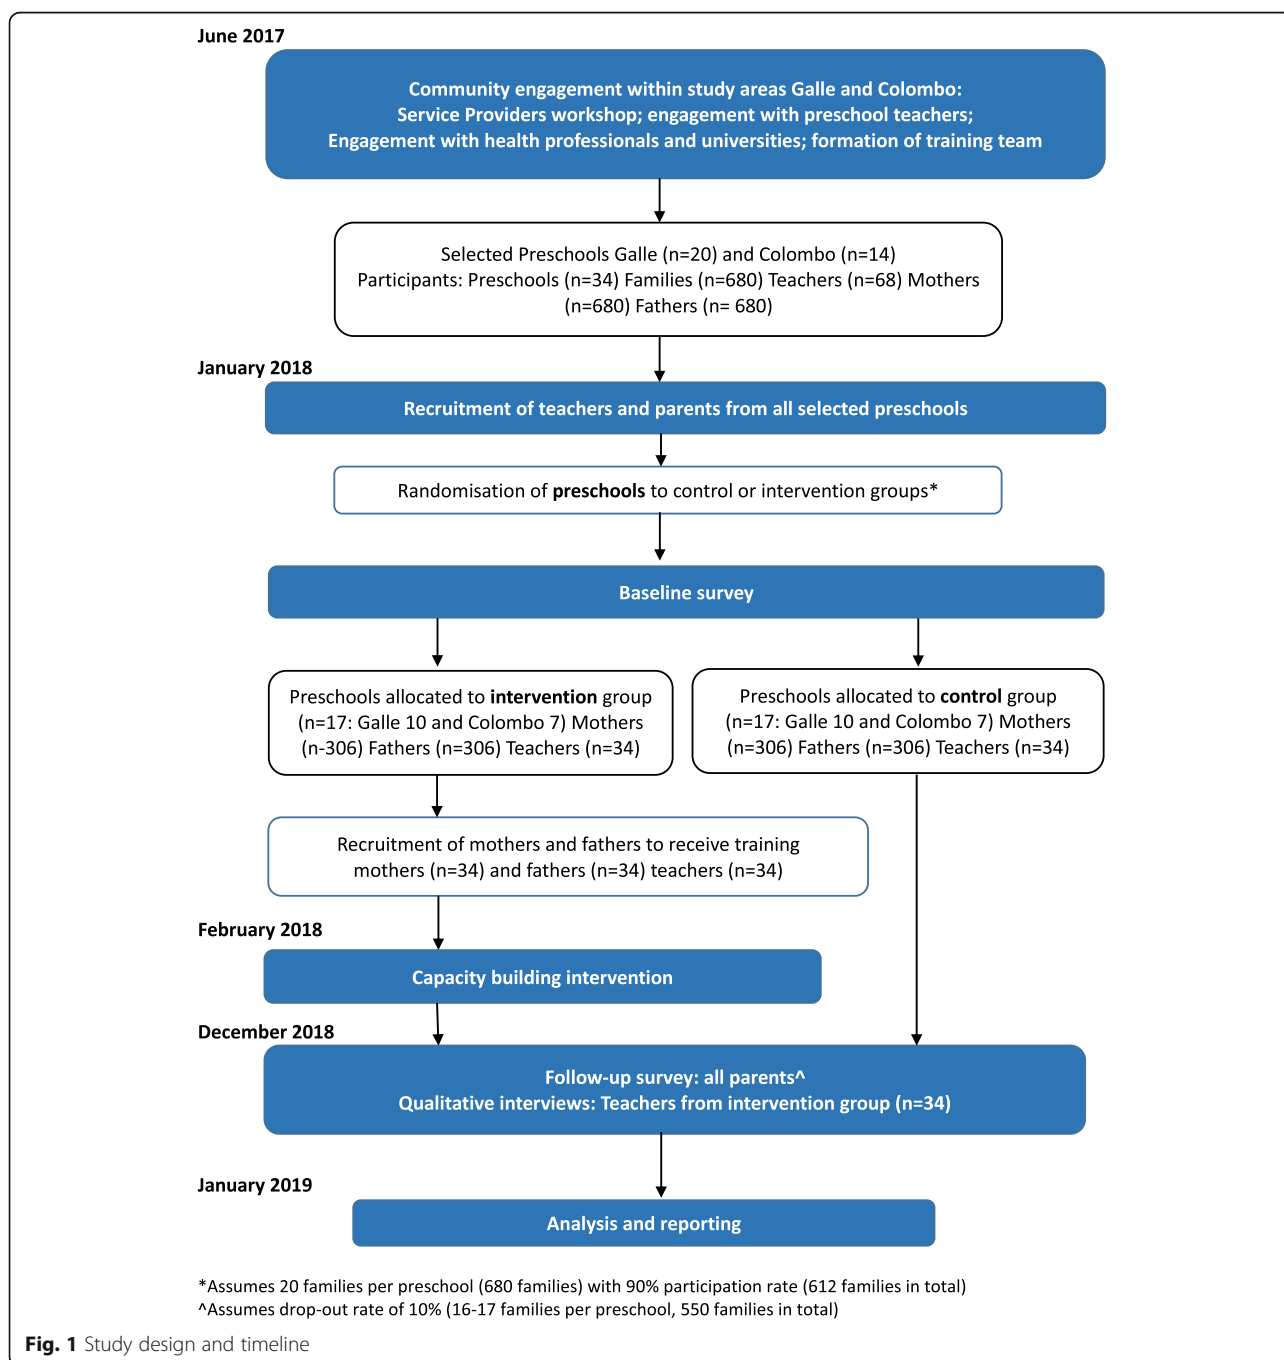 June 2017
Community engagement within study areas Galle and Colombo:
Service Providers workshop; engagement with preschool teachers;
Engagement with health professionals and universities; formation of training team
Selected Preschools Galle (n=20) and Colombo (n=14)
Participants: Preschools (n=34) Families (n=680) Teachers (n=68) Mothers
(n=680) Fathers (n= 680)
January 2018
Recruitment of teachers and parents from all selected preschools
Randomisation of preschools to control or intervention groups*
Baseline survey
Preschools allocated to intervention group
(n=17: Galle 10 and Colombo 7) Mothers
(n-306) Fathers (n=306) Teachers (n=34)
Preschools allocated to control group
(n=17: Galle 10 and Colombo 7) Mothers
(n=306) Fathers (n=306) Teachers (n=34)
Recruitment of mothers and fathers to receive training
mothers (n=34) and fathers (n=34) teachers (n=34)
February 2018
Capacity building intervention
December 2018
Follow-up survey: all parents^
Qualitative interviews: Teachers from intervention group (n=34)
January 2019
Analysis and reporting
*Assumes 20 families per preschool (680 families) with 90% participation rate (612 families in total)
^Assumes drop-out rate of 10% (16-17 families per preschool, 550 families in total)
Fig. 1 Study design and timeline